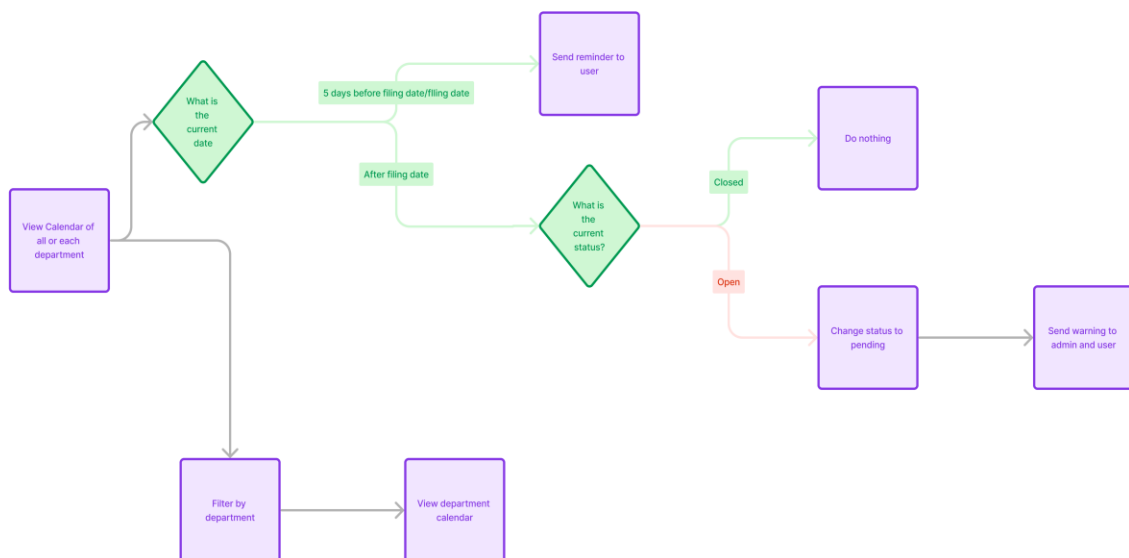 Send reminder to
user
What is
the
current
date
5 days before filing date/filing date
Do nothing
After filing date
Closed
What is
the
current
status?
View Calendar of
all or each
department
Open
Change status to
pending
Send warning to
admin and user
Filter by
department
View department
calendar